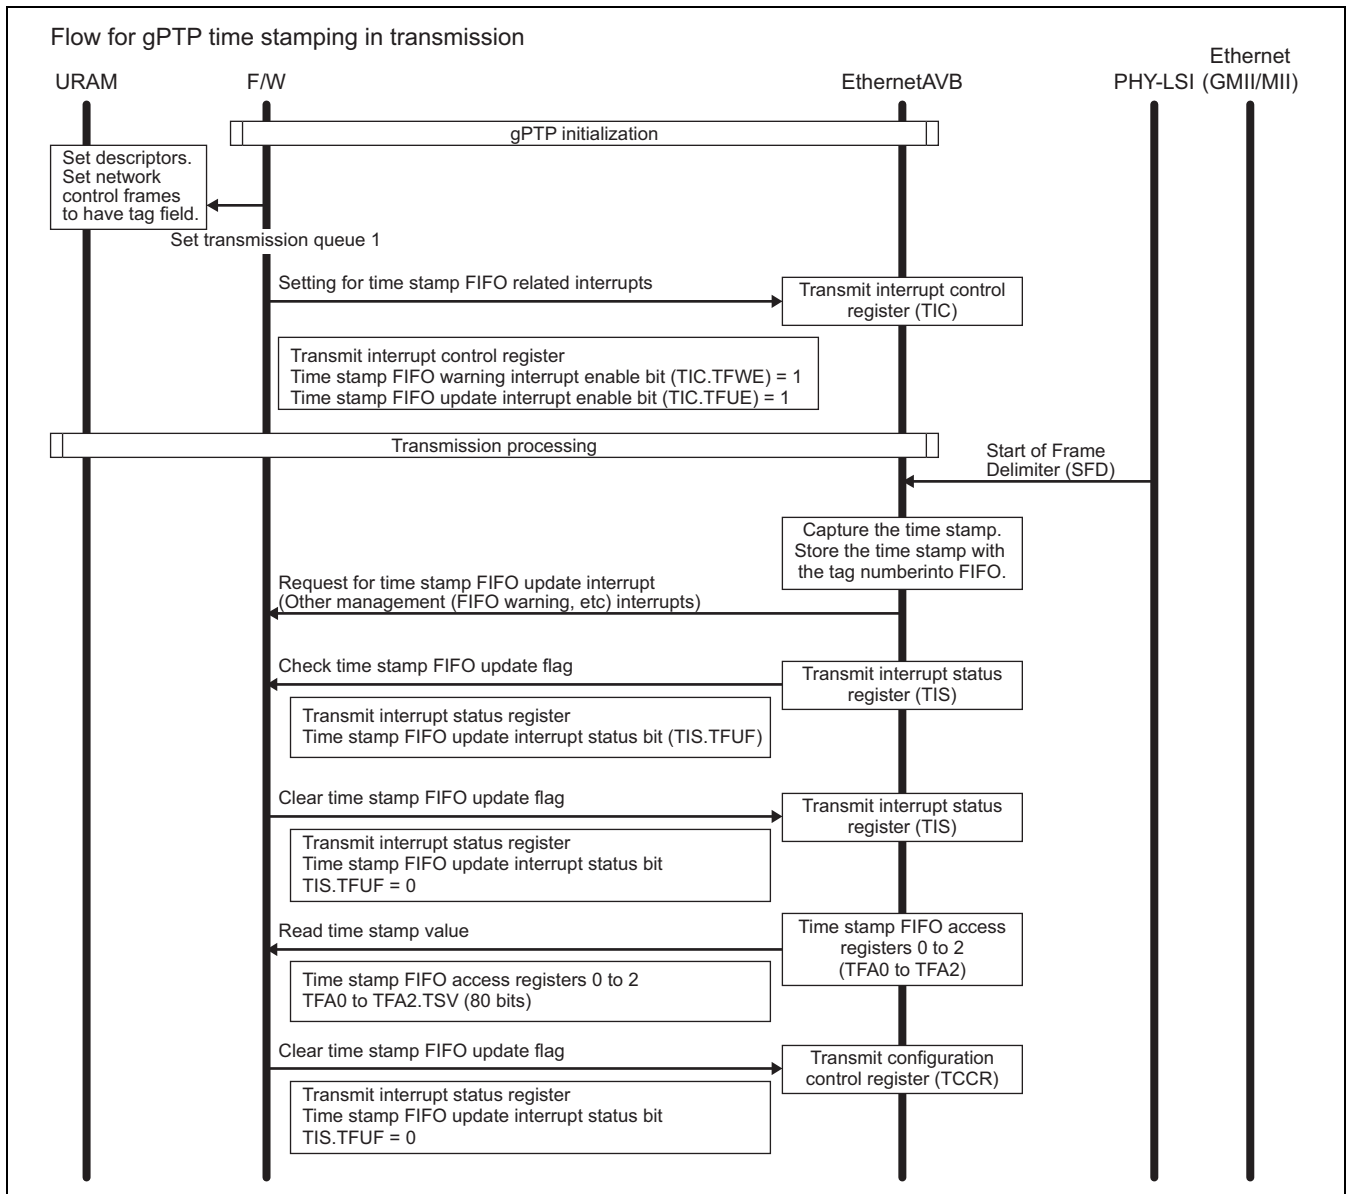 Flow for gPTP time stamping in transmission
URAM
F/W
EthernetAVB
PHY-LSI
Ethernet
(GMII/MII)
gPTP initialization
Set descriptors.
Set network
control frames
to have tag field.
Set transmission queue 1
Setting for time stamp FIFO related interrupts
Transmit interrupt control
register (TIC)
Transmit interrupt control register
Time stamp FIFO warning interrupt enable bit (TIC.TFWE) = 1
Time stamp FIFO update interrupt enable bit (TIC.TFUE) = 1
Transmission processing
Start of Frame
Delimiter (SFD)
Capture the time stamp.
Store the time stamp with
the tag numberinto FIFO.
Request for time stamp FIFO update interrupt
(Other management (FIFO warning, etc) interrupts)
Check time stamp FIFO update flag
Transmit interrupt status
register (TIS)
Transmit interrupt status register
Time stamp FIFO update interrupt status bit (TIS.TFUF)
Clear time stamp FIFO update flag
Transmit interrupt status
register (TIS)
Transmit interrupt status register
Time stamp FIFO update interrupt status bit
TIS.TFUF = 0
Read time stamp value
Time stamp FIFO access
registers 0 to 2
(TFA0 to TFA2)
Time stamp FIFO access registers 0 to 2
TFA0 to TFA2.TSV (80 bits)
Clear time stamp FIFO update flag
Transmit configuration
control register (TCCR)
Transmit interrupt status register
Time stamp FIFO update interrupt status bit
TIS.TFUF = 0